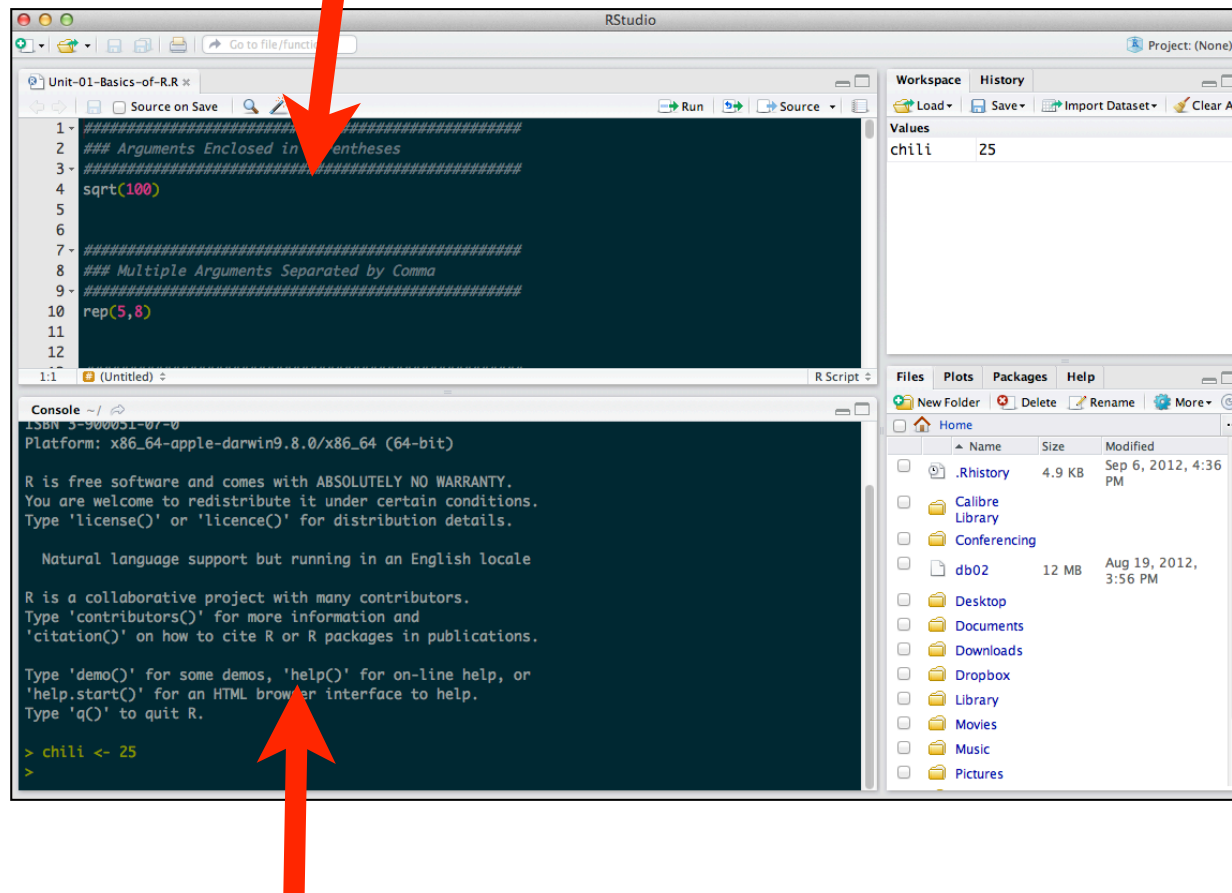 RStudio
Go to file/functi
Project: (None)
Unit-01-Basics-of-R.R
Source on Save
Run
Source
1 ##################################################
2 ### Arguments Enclosed in entheses
3 ##################################################
4 sqrt(100)
5
6
7 ##################################################
8 ### Multiple Arguments Separated by Comma
9 ##################################################
10 rep(5,8)
11
12
1:1 (Untitled) R Script
Console ~/
ISBN 3-900051-07-0
Platform: x86_64-apple-darwin9.8.0/x86_64 (64-bit)
R is free software and comes with ABSOLUTELY NO WARRANTY.
You are welcome to redistribute it under certain conditions.
Type 'license()' or 'licence()' for distribution details.
Natural language support but running in an English locale
R is a collaborative project with many contributors.
Type 'contributors()' for more information and
'citation()' on how to cite R or R packages in publications.
Type 'demo()' for some demos, 'help()' for on-line help, or
'help.start()' for an HTML browser interface to help.
Type 'q()' to quit R.
> chili <- 25
>
Workspace History
Load Save Import Dataset Clear A
Values
chili 25
Files Plots Packages Help
New Folder Delete Rename More
Home
Name Size Modified
.Rhistory 4.9 KB Sep 6, 2012, 4:36
PM
Calibre
Library
Conferencing
db02 12 MB Aug 19, 2012,
3:56 PM
Desktop
Documents
Downloads
Dropbox
Library
Movies
Music
Pictures